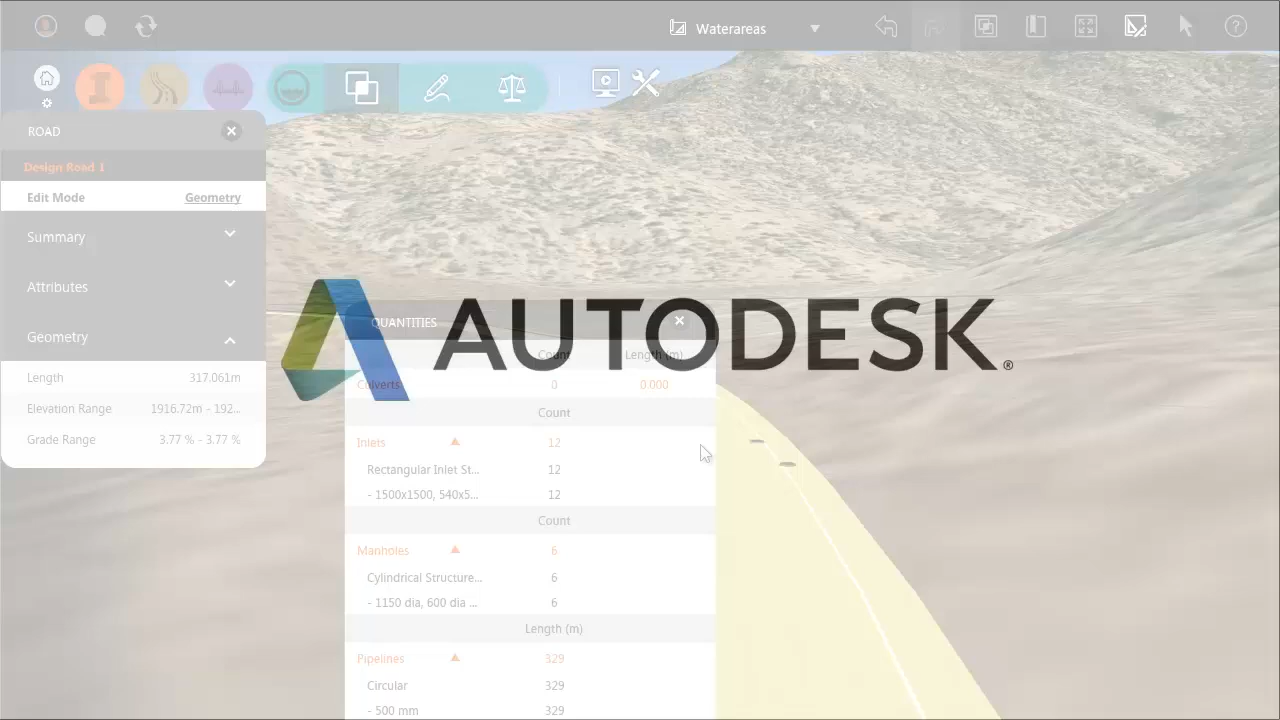 Waterareas
ROAD
Design Road 1
Edit Mode Geometry
Summary
Attributes
Geometry
Length 317.061m
Elevation Range 1916.72m - 192...
Grade Range 3.77 % - 3.77 %
AUTODESK®
QUANTITIES
Count Length (m)
Culverts 0 0.000
Count
Inlets 12
Rectangular Inlet St... 12
- 1500x1500, 540x5... 12
Count
Manholes 6
Cylindrical Structure... 6
- 1150 dia, 600 dia ... 6
Length (m)
Pipelines 329
Circular 329
- 500 mm 329